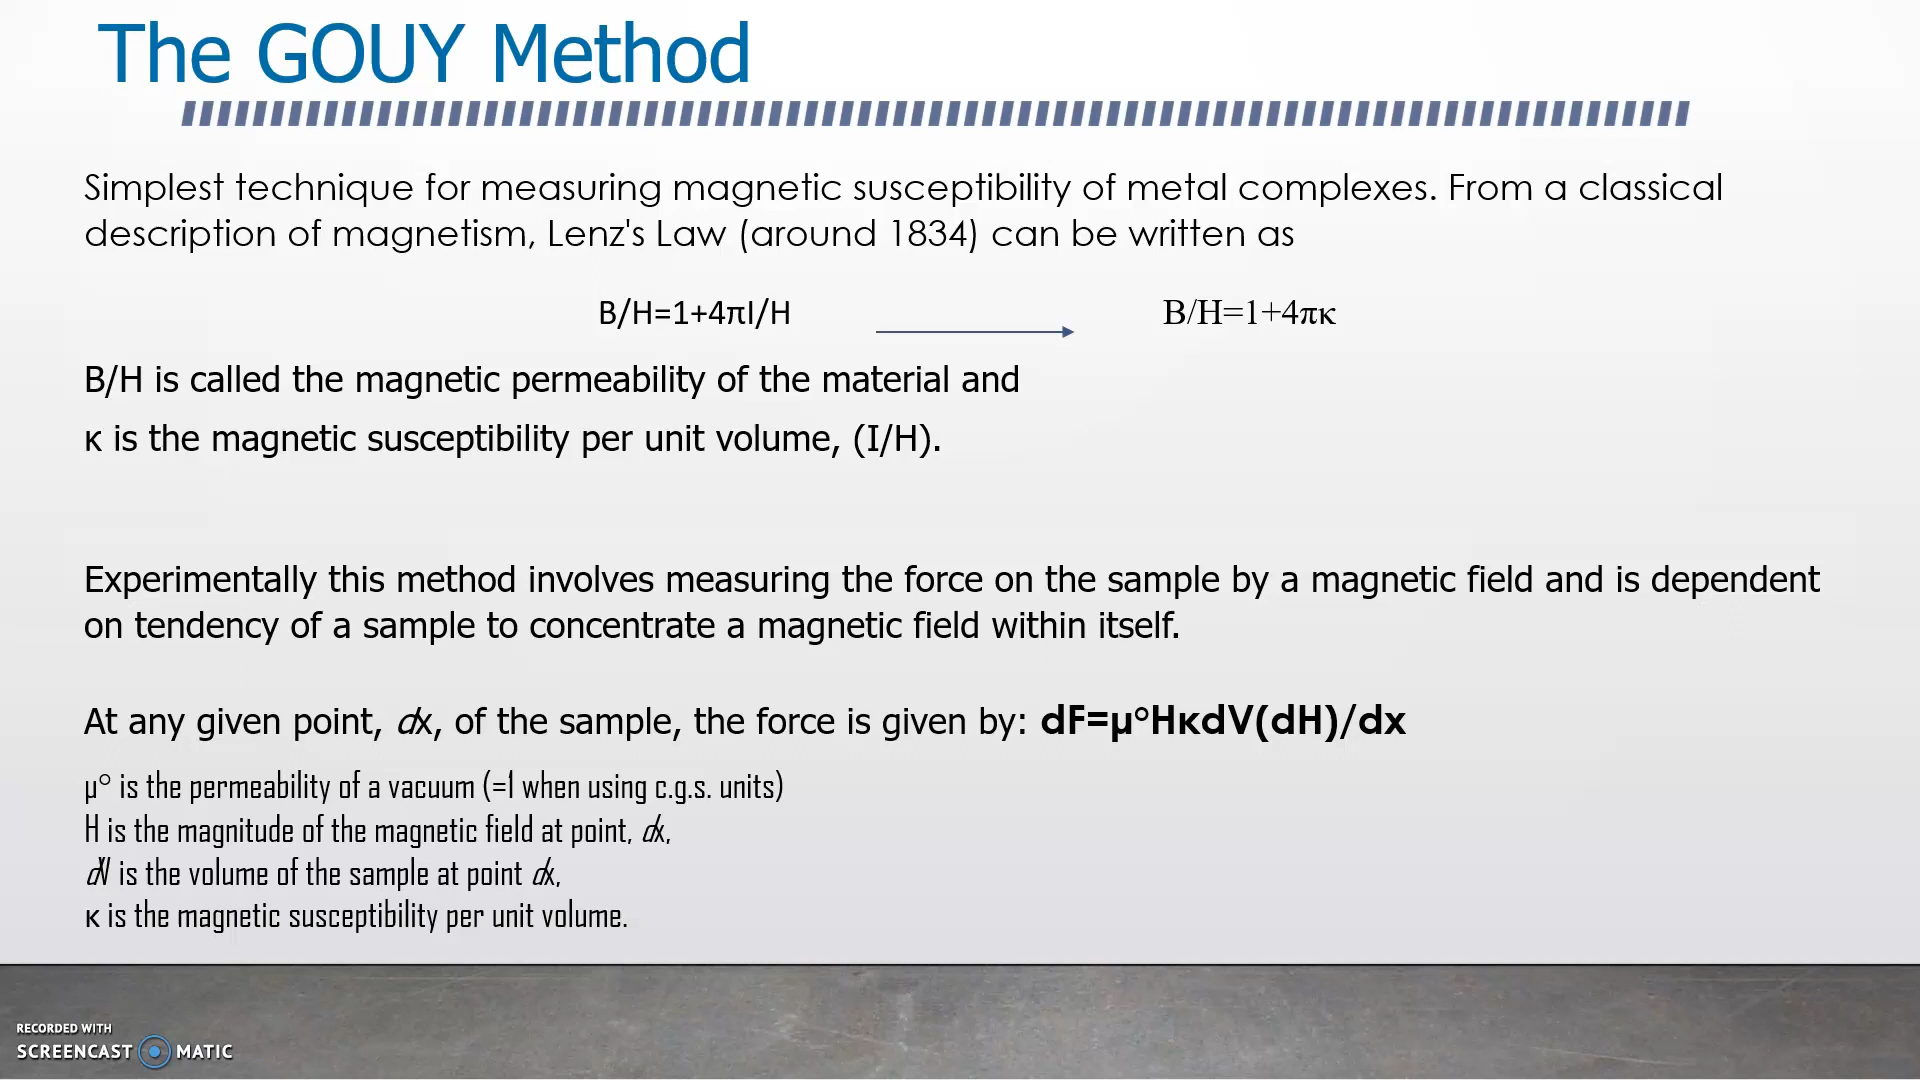 The GOUY Method
Simplest technique for measuring magnetic susceptibility of metal complexes. From a classical
description of magnetism, Lenz's Law (around 1834) can be written as
B/H=1+4πI/H B/H=1+4πκ
B/H is called the magnetic permeability of the material and
κ is the magnetic susceptibility per unit volume, (I/H).
Experimentally this method involves measuring the force on the sample by a magnetic field and is dependent
on tendency of a sample to concentrate a magnetic field within itself.
At any given point, dx, of the sample, the force is given by: dF=µ°HκdV(dH)/dx
µ° is the permeability of a vacuum (=1 when using c.g.s. units)
H is the magnitude of the magnetic field at point, dx,
dV is the volume of the sample at point dx,
κ is the magnetic susceptibility per unit volume.
RECORDED WITH
SCREENCAST MATIC